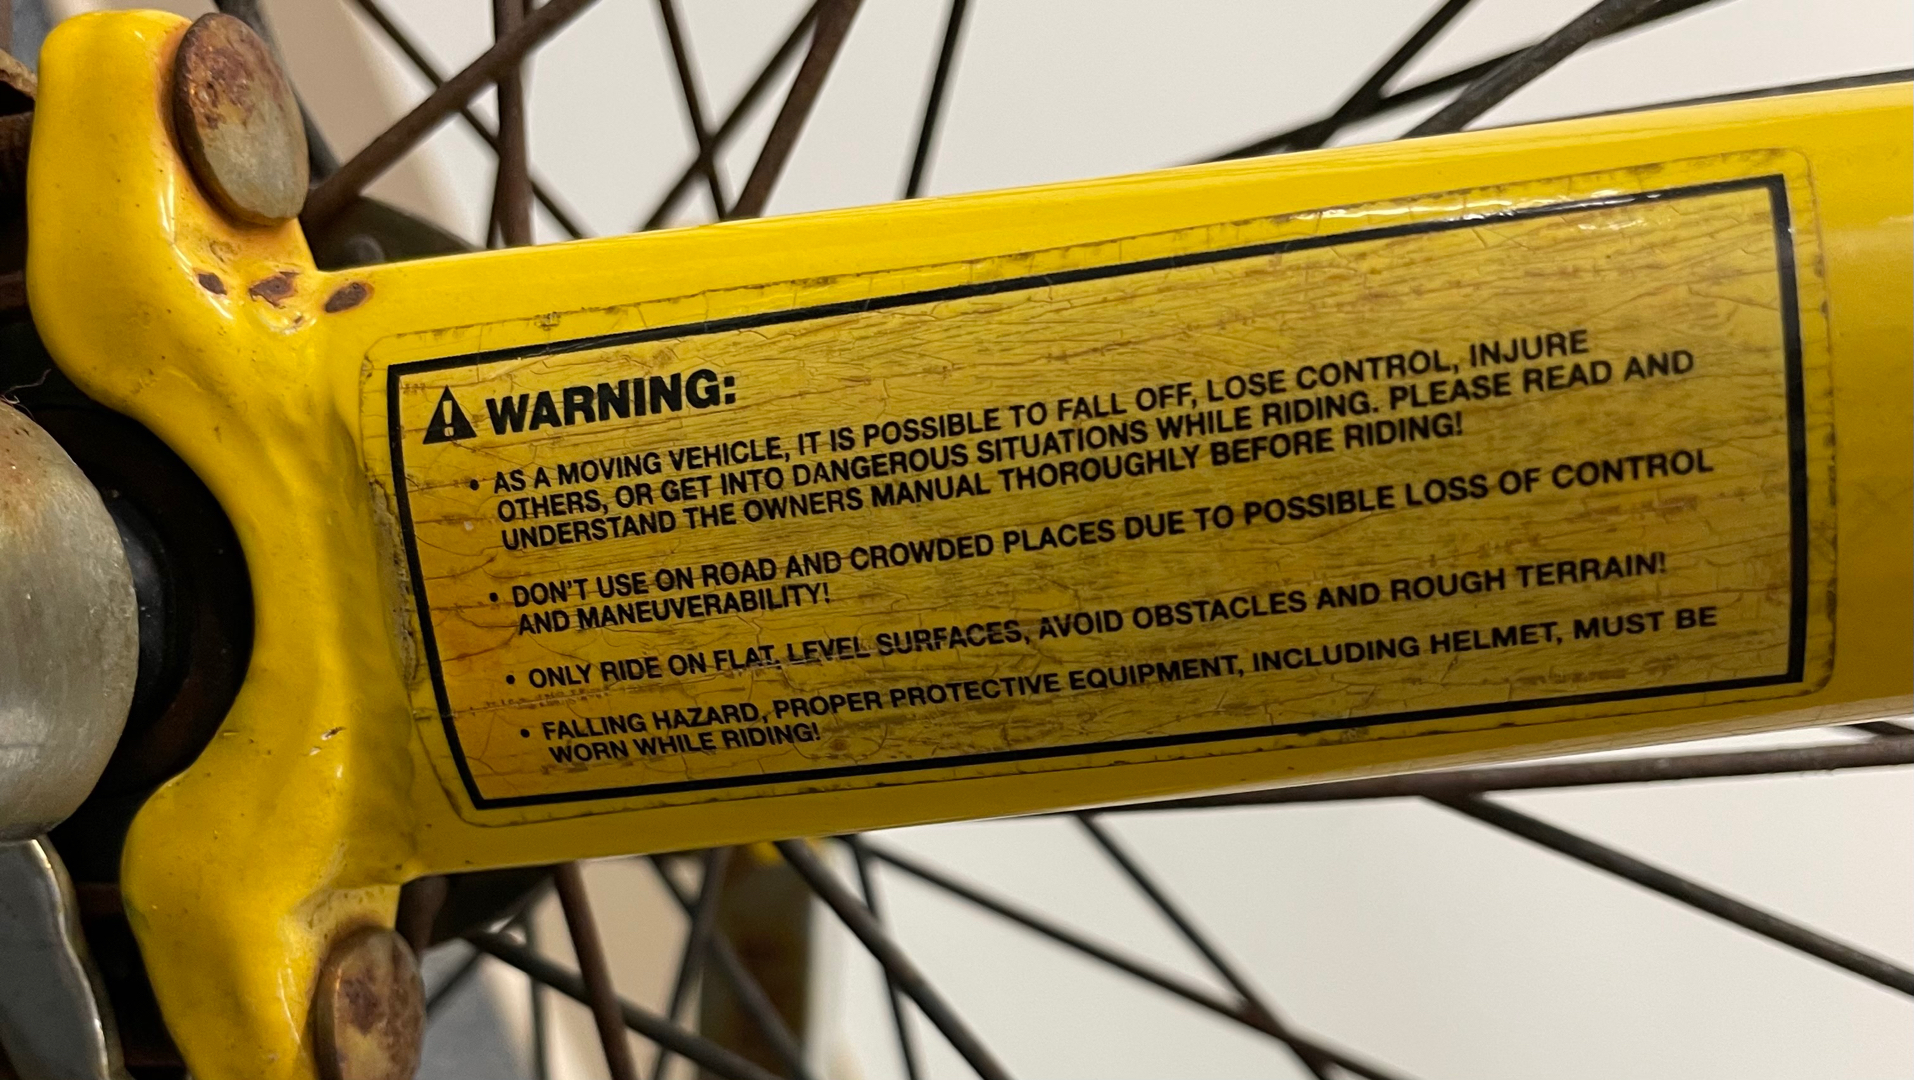 WARNING:
• AS A MOVING VEHICLE, IT IS POSSIBLE TO FALL OFF, LOSE CONTROL, INJURE
OTHERS, OR GET INTO DANGEROUS SITUATIONS WHILE RIDING. PLEASE READ AND
UNDERSTAND THE OWNERS MANUAL THOROUGHLY BEFORE RIDING!
• DON'T USE ON ROAD AND CROWDED PLACES DUE TO POSSIBLE LOSS OF CONTROL
AND MANEUVERABILITY!
• ONLY RIDE ON FLAT, LEVEL SURFACES, AVOID OBSTACLES AND ROUGH TERRAIN!
• FALLING HAZARD, PROPER PROTECTIVE EQUIPMENT, INCLUDING HELMET, MUST BE
WORN WHILE RIDING!